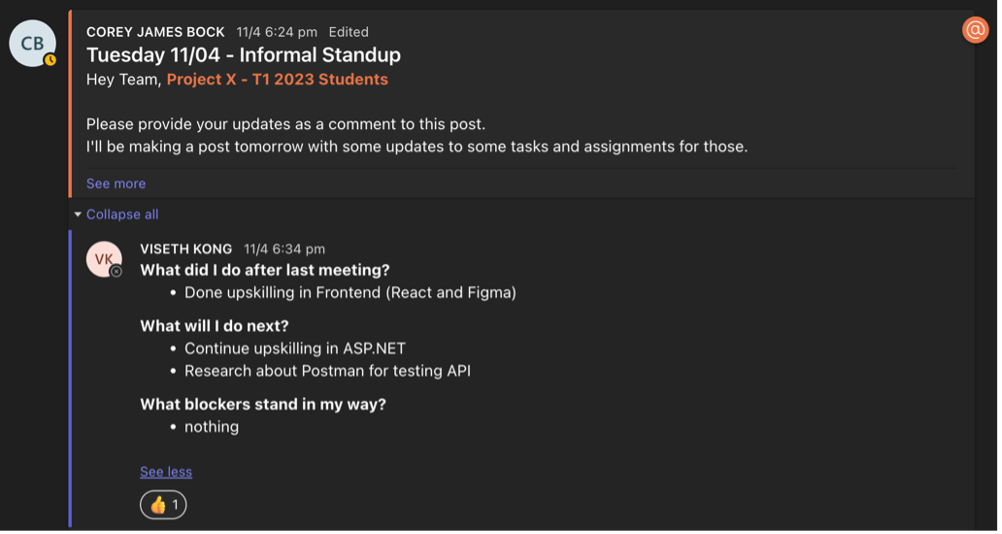 CB
COREY JAMES BOCK 11/4 6:24 pm Edited
@
Tuesday 11/04 - Informal Standup
Hey Team, Project X - T1 2023 Students
Please provide your updates as a comment to this post.
I'll be making a post tomorrow with some updates to some tasks and assignments for those.
See more
Collapse all
VK
VISETH KONG 11/4 6:34 pm
What did I do after last meeting?
• Done upskilling in Frontend (React and Figma)
What will I do next?
• Continue upskilling in ASP.NET
• Research about Postman for testing API
What blockers stand in my way?
• nothing
See less
👍 1